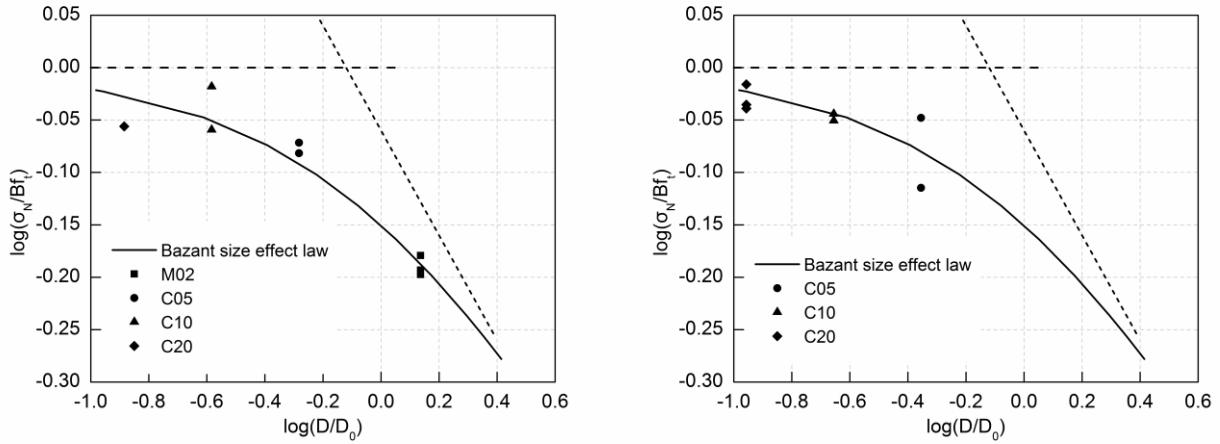 0.05
0.00
-0.05
-0.10
-0.15
-0.20
-0.25
-0.30
log(σN/Bft)
Bazant size effect law
M02
C05
C10
C20
-1.0 -0.8 -0.6 -0.4 -0.2 0.0 0.2 0.4 0.6
log(D/D0)
0.05
0.00
-0.05
-0.10
-0.15
-0.20
-0.25
-0.30
log(σN/Bft)
Bazant size effect law
C05
C10
C20
-1.0 -0.8 -0.6 -0.4 -0.2 0.0 0.2 0.4 0.6
log(D/D0)